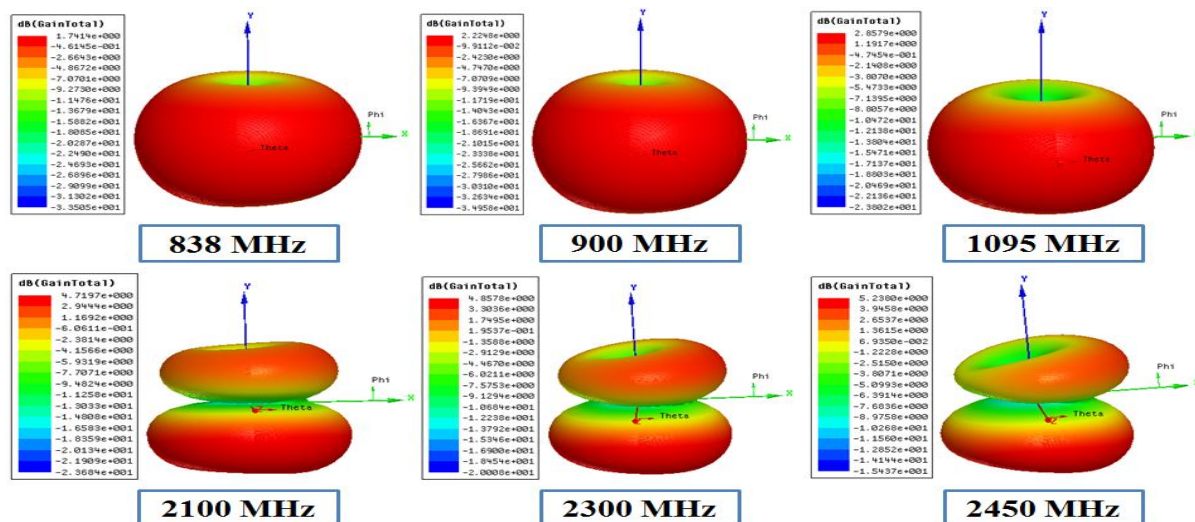 dB(GainTotal)
1.7414e+000
-4.6145e-001
-2.6643e+000
-4.8672e+000
-7.0701e+000
-9.2730e+000
-1.1476e+001
-1.3679e+001
-1.5882e+001
-1.8085e+001
-2.0287e+001
-2.2490e+001
-2.4693e+001
-2.6896e+001
-2.9099e+001
-3.1302e+001
-3.3505e+001
Y
Phi
X
Theta
838 MHz
dB(GainTotal)
2.2248e+000
-9.9112e-002
-2.4230e+000
-4.7470e+000
-7.0709e+000
-9.3949e+000
-1.1719e+001
-1.4043e+001
-1.6367e+001
-1.8691e+001
-2.1015e+001
-2.3338e+001
-2.5662e+001
-2.7986e+001
-3.0310e+001
-3.2634e+001
-3.4958e+001
Y
Phi
X
Theta
900 MHz
dB(GainTotal)
2.8579e+000
1.1917e+000
-4.7454e-001
-2.1408e+000
-3.8070e+000
-5.4733e+000
-7.1395e+000
-8.8057e+000
-1.0472e+001
-1.2138e+001
-1.3804e+001
-1.5471e+001
-1.7137e+001
-1.8803e+001
-2.0469e+001
-2.2136e+001
-2.3802e+001
Y
Phi
X
Theta
1095 MHz
dB(GainTotal)
4.7197e+000
2.9444e+000
1.1692e+000
-6.0611e-001
-2.3814e+000
-4.1566e+000
-5.9319e+000
-7.7071e+000
-9.4824e+000
-1.1258e+001
-1.3033e+001
-1.4808e+001
-1.6583e+001
-1.8359e+001
-2.0134e+001
-2.1909e+001
-2.3684e+001
Y
Phi
X
Theta
2100 MHz
dB(GainTotal)
4.8578e+000
3.3036e+000
1.7495e+000
1.9537e-001
-1.3588e+000
-2.9129e+000
-4.4670e+000
-6.0211e+000
-7.5753e+000
-9.1294e+000
-1.0684e+001
-1.2238e+001
-1.3792e+001
-1.5346e+001
-1.6900e+001
-1.8454e+001
-2.0008e+001
Y
Phi
X
Theta
2300 MHz
dB(GainTotal)
5.2380e+000
3.9458e+000
2.6537e+000
1.3615e+000
6.9350e-002
-1.2228e+000
-2.5150e+000
-3.8071e+000
-5.0993e+000
-6.3914e+000
-7.6836e+000
-8.9758e+000
-1.0268e+001
-1.1560e+001
-1.2852e+001
-1.4144e+001
-1.5437e+001
Y
Phi
X
Theta
2450 MHz